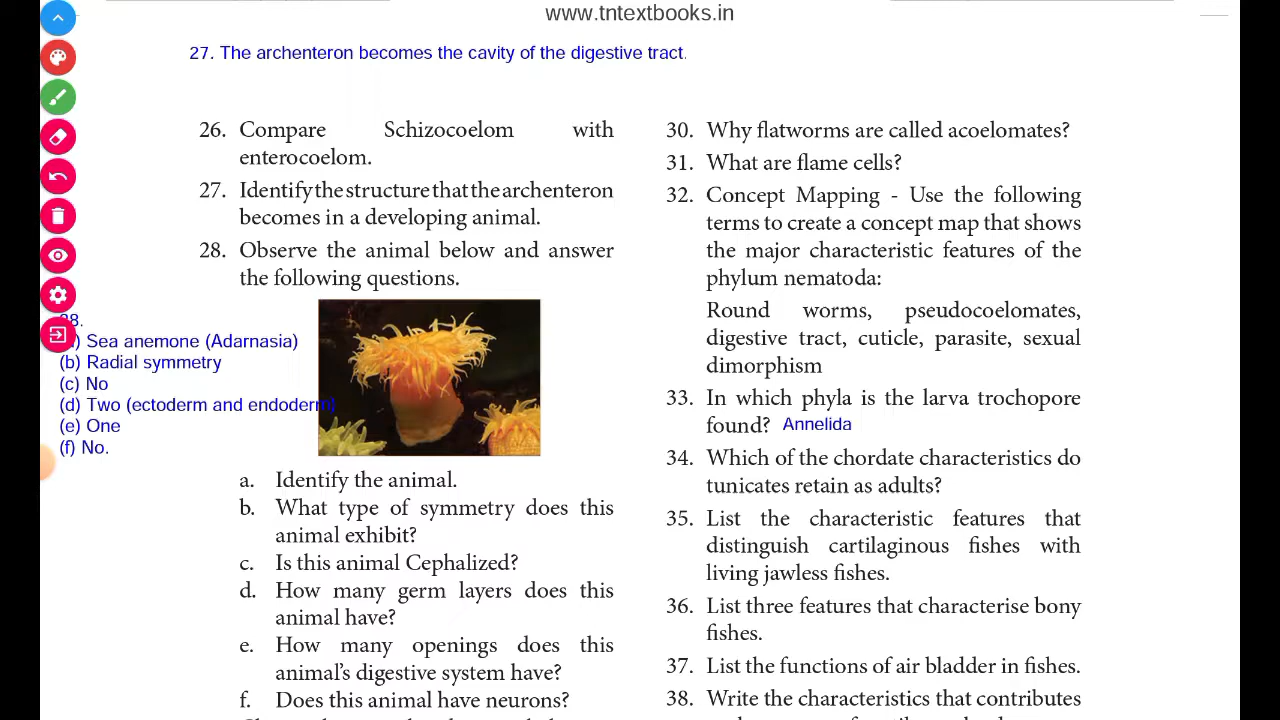 www.tntextbooks.in
27. The archenteron becomes the cavity of the digestive tract.
26. Compare Schizocoelom with
enterocoelom.
27. Identify the structure that the archenteron
becomes in a developing animal.
28. Observe the animal below and answer
the following questions.
28.
Sea anemone (Adarnasia)
(b) Radial symmetry
(c) No
(d) Two (ectoderm and endoderm)
(e) One
(f) No.
a. Identify the animal.
b. What type of symmetry does this
animal exhibit?
c. Is this animal Cephalized?
d. How many germ layers does this
animal have?
e. How many openings does this
animal's digestive system have?
f. Does this animal have neurons?
30. Why flatworms are called acoelomates?
31. What are flame cells?
32. Concept Mapping - Use the following
terms to create a concept map that shows
the major characteristic features of the
phylum nematoda:
Round worms, pseudocoelomates,
digestive tract, cuticle, parasite, sexual
dimorphism
33. In which phyla is the larva trochopore
found? Annelida
34. Which of the chordate characteristics do
tunicates retain as adults?
35. List the characteristic features that
distinguish cartilaginous fishes with
living jawless fishes.
36. List three features that characterise bony
fishes.
37. List the functions of air bladder in fishes.
38. Write the characteristics that contributes